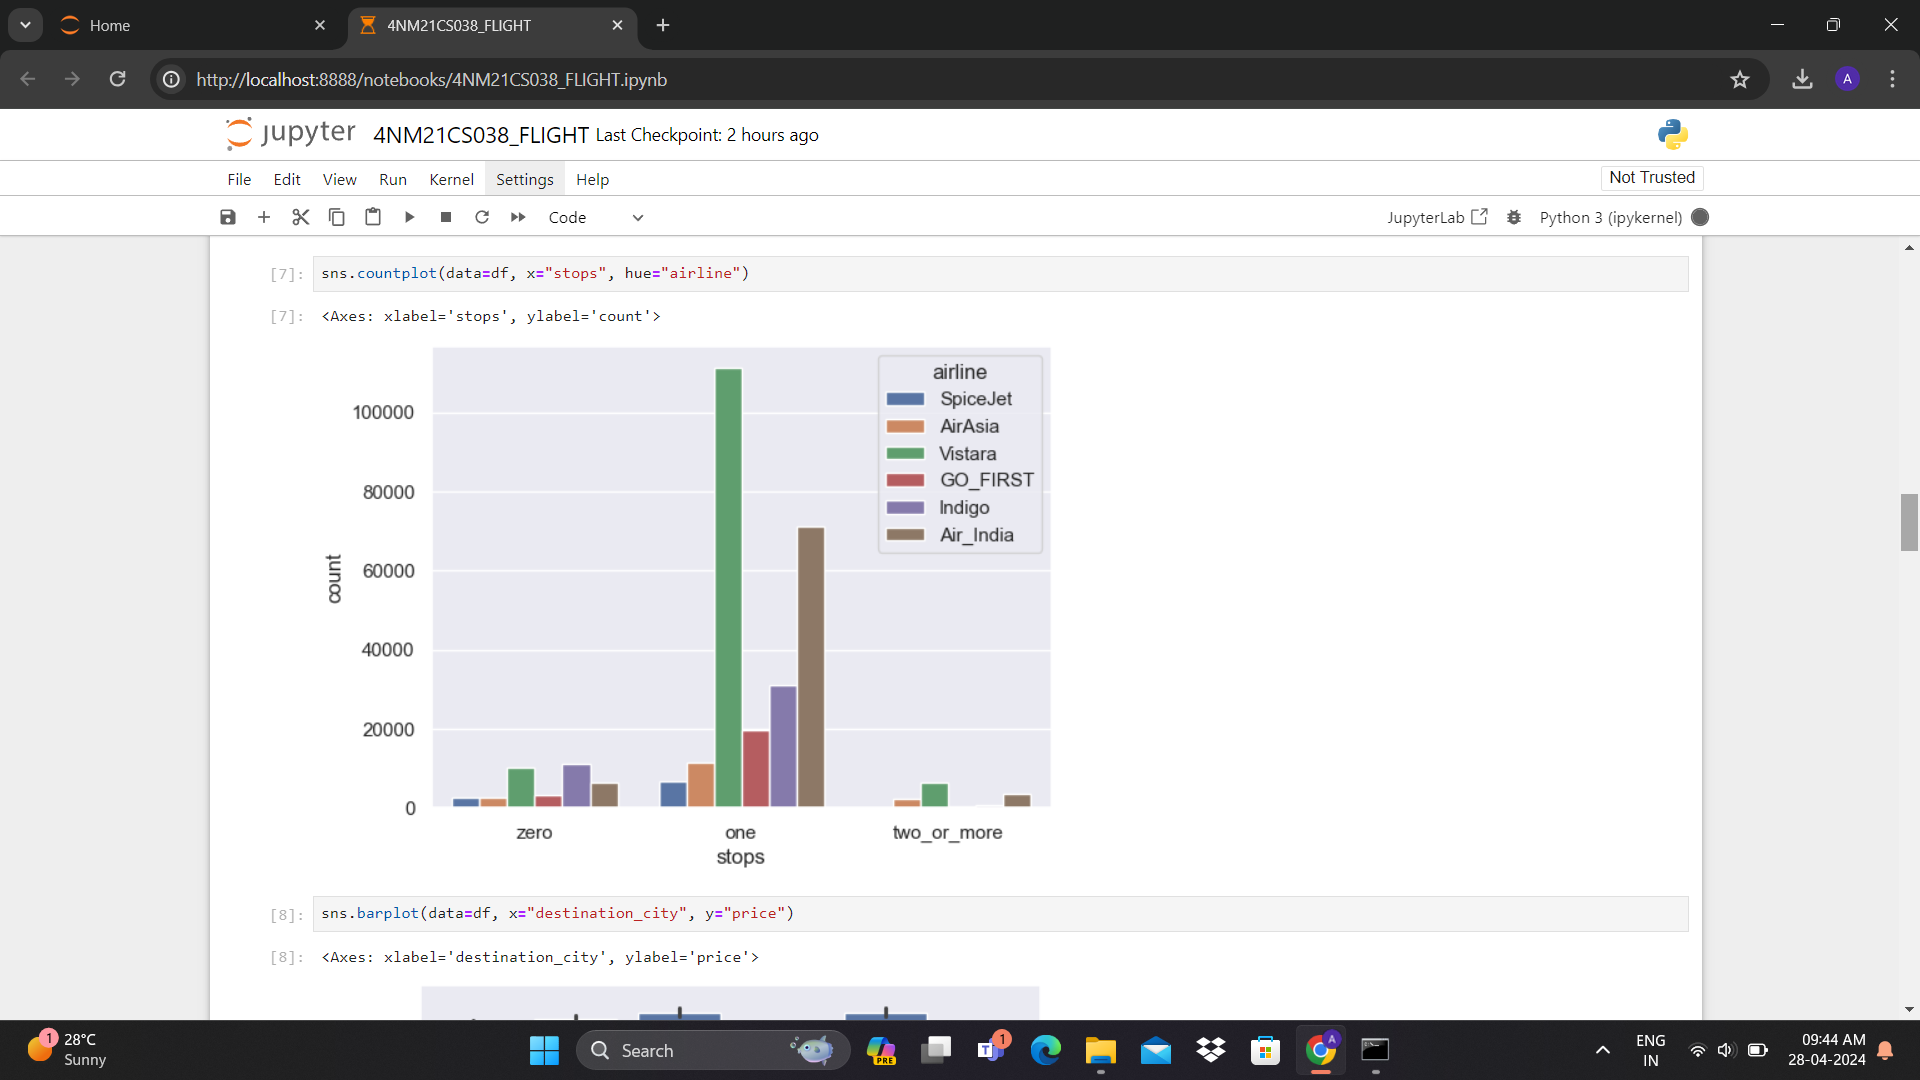 Home
4NM21CS038_FLIGHT
http://localhost:8888/notebooks/4NM21CS038_FLIGHT.ipynb
A
jupyter 4NM21CS038_FLIGHT Last Checkpoint: 2 hours ago
File Edit View Run Kernel Settings Help
Not Trusted
Code
JupyterLab
Python 3 (ipykernel)
[7]: sns.countplot(data=df, x="stops", hue="airline")
[7]: <Axes: xlabel='stops', ylabel='count'>
airline
SpiceJet
AirAsia
Vistara
GO_FIRST
Indigo
Air_India
count
100000
80000
60000
40000
20000
0
zero one two_or_more
stops
[8]: sns.barplot(data=df, x="destination_city", y="price")
[8]: <Axes: xlabel='destination_city', ylabel='price'>
1
28°C
Sunny
Search
PRE
T
1
A
ENG
IN
09:44 AM
28-04-2024